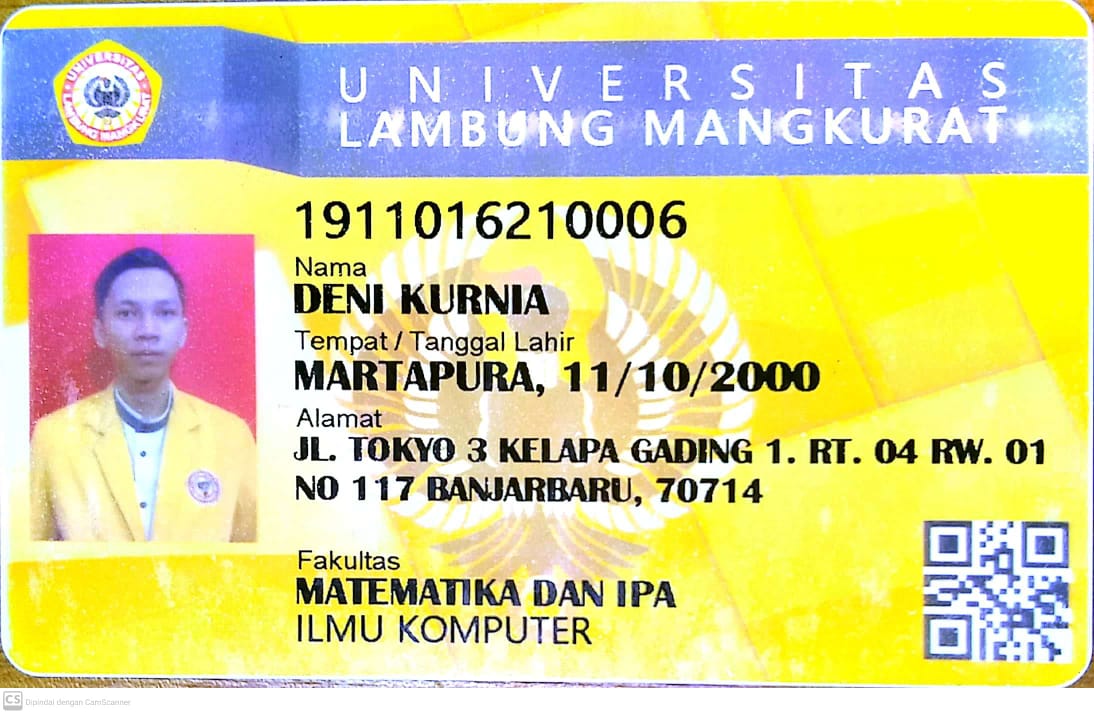 UNIVERSITAS
LAMBUNG MANGKURAT
UNIVERSITAS
LAMBUNG MANGKURAT
1911016210006
Nama
DENI KURNIA
Tempat / Tanggal Lahir
MARTAPURA, 11/10/2000
Alamat
JL. TOKYO 3 KELAPA GADING 1. RT. 04 RW. 01
NO 117 BANJARBARU, 70714
Fakultas
MATEMATIKA DAN IPA
ILMU KOMPUTER
CS Dipindai dengan CamScanner